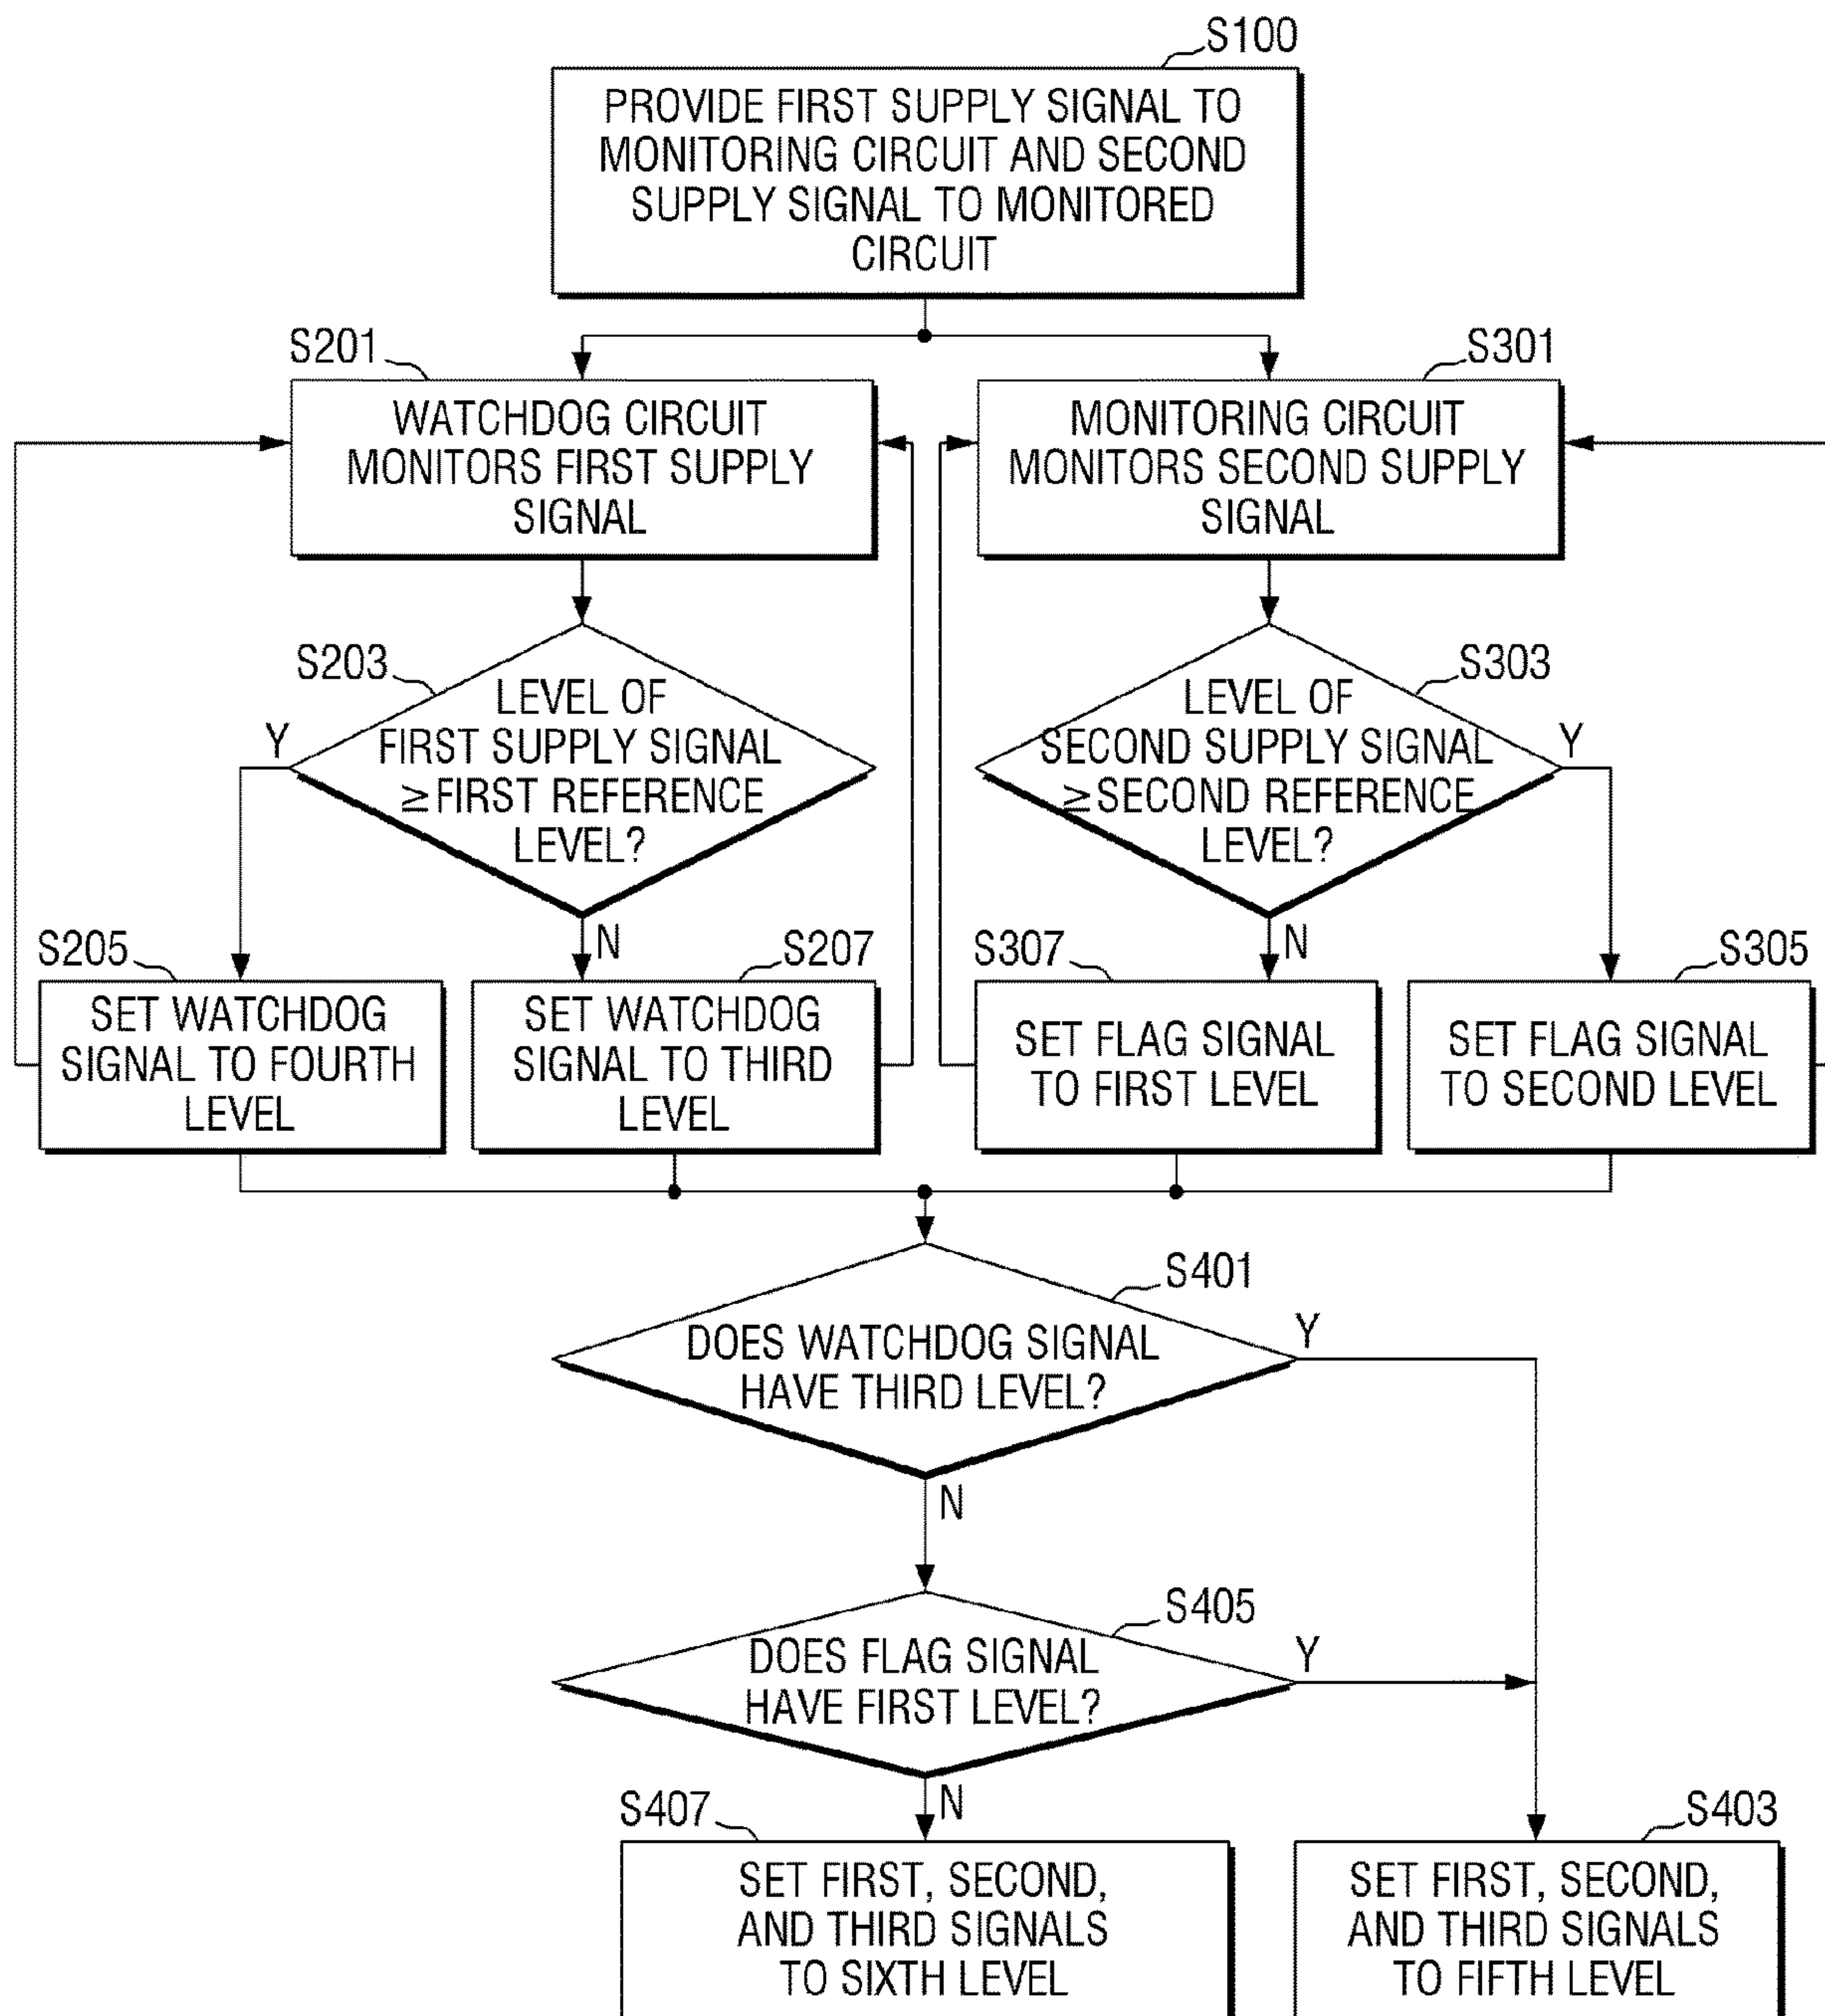 S100
PROVIDE FIRST SUPPLY SIGNAL TO
MONITORING CIRCUIT AND SECOND
SUPPLY SIGNAL TO MONITORED
CIRCUIT
S201
WATCHDOG CIRCUIT
MONITORS FIRST SUPPLY
SIGNAL
S301
MONITORING CIRCUIT
MONITORS SECOND SUPPLY
SIGNAL
S203
LEVEL OF
FIRST SUPPLY SIGNAL
≥FIRST REFERENCE
LEVEL?
Y
N
S303
LEVEL OF
SECOND SUPPLY SIGNAL
≥SECOND REFERENCE
LEVEL?
Y
N
S205
SET WATCHDOG
SIGNAL TO FOURTH
LEVEL
S207
SET WATCHDOG
SIGNAL TO THIRD
LEVEL
S307
SET FLAG SIGNAL
TO FIRST LEVEL
S305
SET FLAG SIGNAL
TO SECOND LEVEL
S401
DOES WATCHDOG SIGNAL
HAVE THIRD LEVEL?
Y
N
S405
DOES FLAG SIGNAL
HAVE FIRST LEVEL?
Y
N
S407
SET FIRST, SECOND,
AND THIRD SIGNALS
TO SIXTH LEVEL
S403
SET FIRST, SECOND,
AND THIRD SIGNALS
TO FIFTH LEVEL